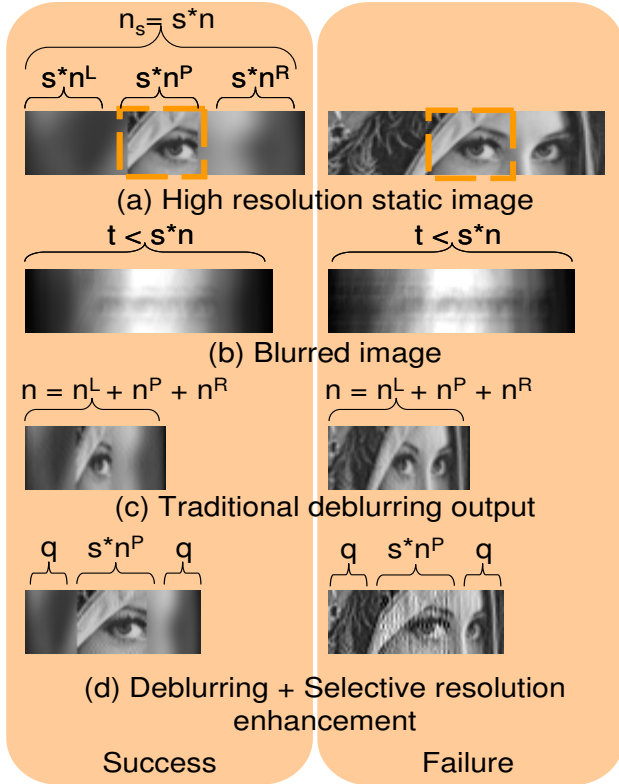 nₛ= s*n
s*nᴸ s*nᴾ s*nᴿ
(a) High resolution static image
t < s*n t < s*n
(b) Blurred image
n = nᴸ + nᴾ + nᴿ n = nᴸ + nᴾ + nᴿ
(c) Traditional deblurring output
q s*nᴾ q q s*nᴾ q
(d) Deblurring + Selective resolution
enhancement
Success Failure